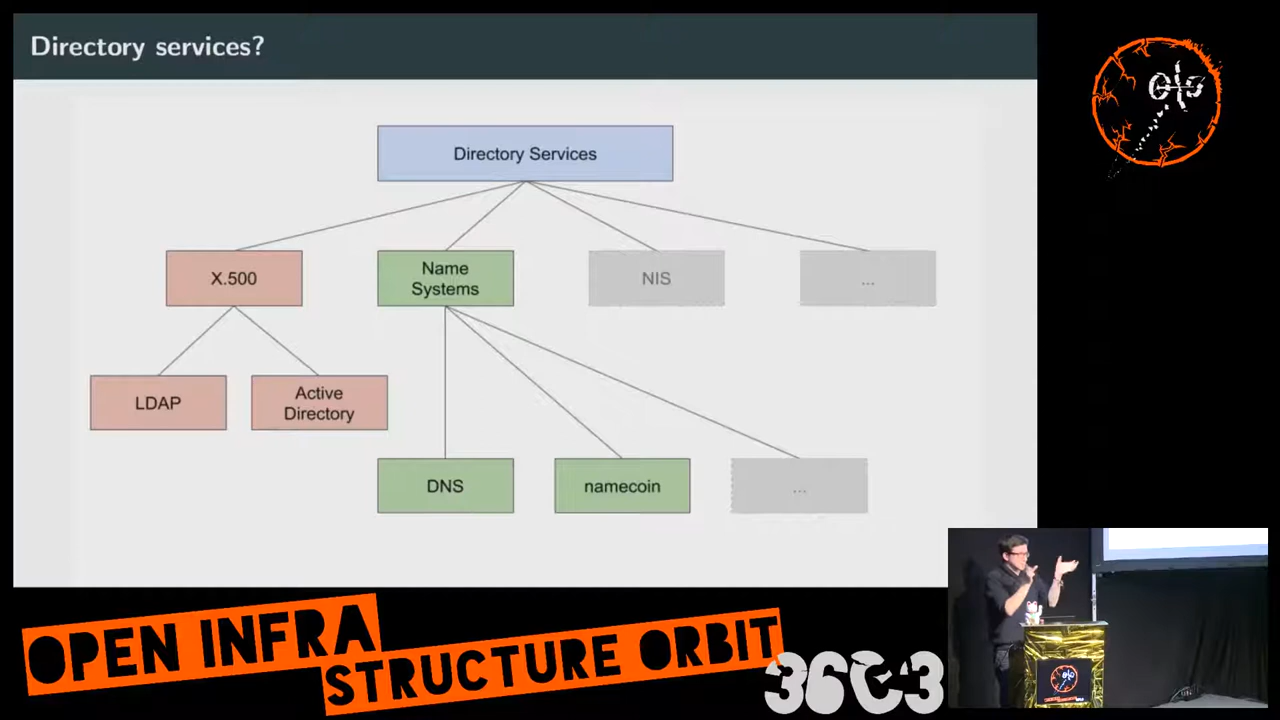 Directory services?
Directory Services
X.500
Name
Systems
NIS
...
LDAP
Active
Directory
DNS
namecoin
...
OPEN INFRA
STRUCTURE ORBIT
36C3